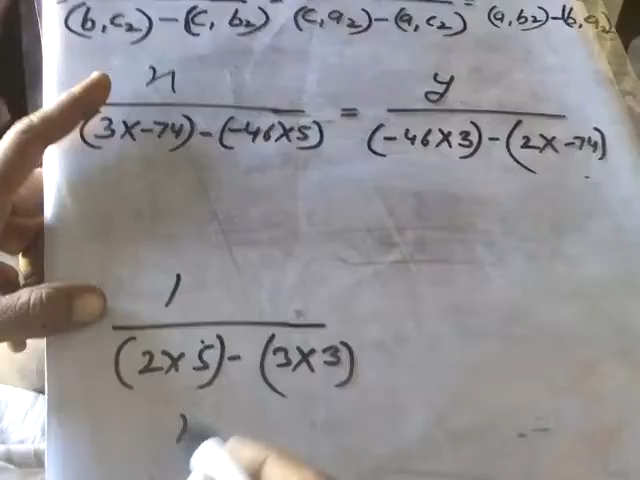 (b, c₂) - (c, b₂) (c, a₂) - (a, c₂) (a, b₂) - (b, a₂
x = y
(3 X -74) - (-46 X 5) (-46 X 3) - (2 X -74)
1
(2 X 5) - (3 X 3)
1